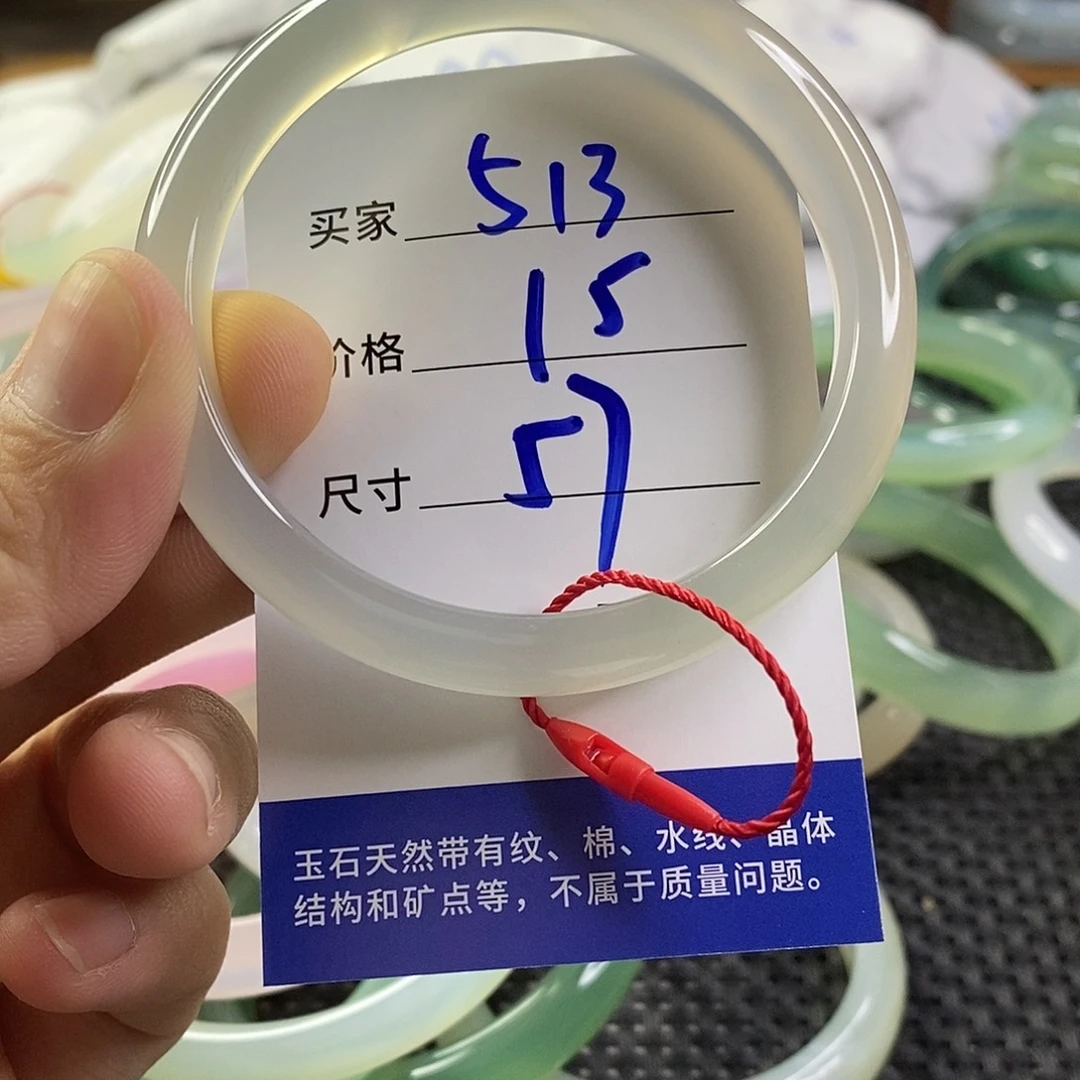 买家 513
价格 15
尺寸 57
玉石天然带有纹、棉、水线、晶体
结构和矿点等，不属于质量问题。